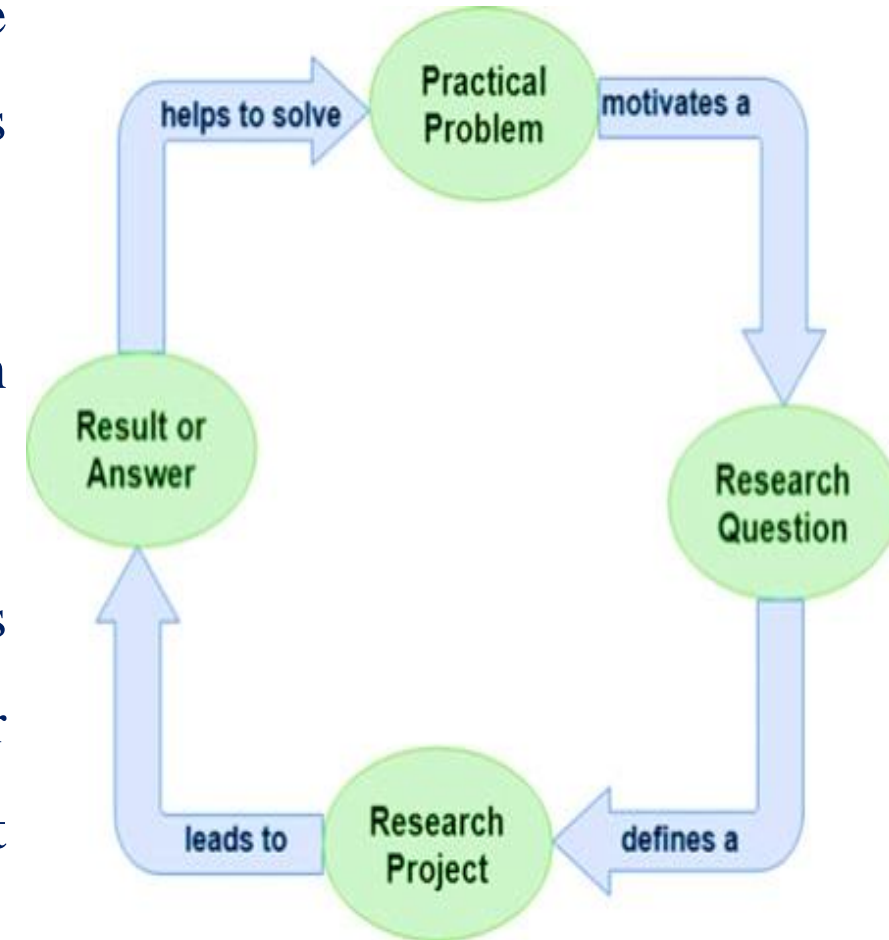 e
s
n
s
r
t
Practical
Problem
motivates a
Research
Question
defines a
Research
Project
leads to
Result or
Answer
helps to solve